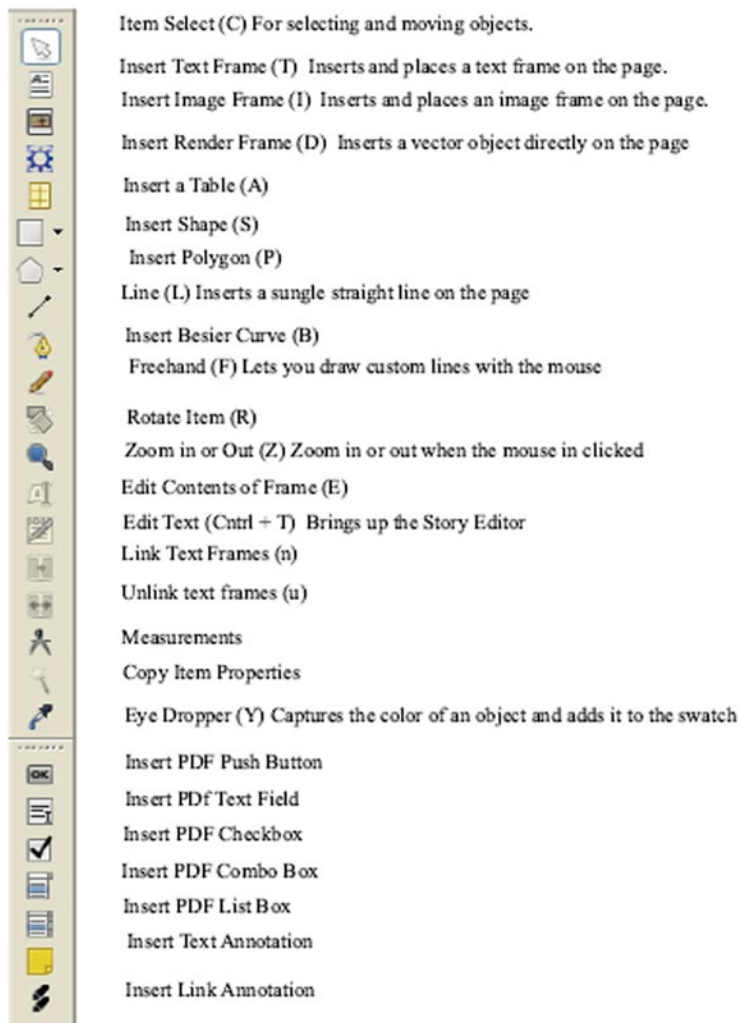 Item Select (C) For selecting and moving objects.
Insert Text Frame (T) Inserts and places a text frame on the page.
Insert Image Frame (I) Inserts and places an image frame on the page.
Insert Render Frame (D) Inserts a vector object directly on the page
Insert a Table (A)
Insert Shape (S)
Insert Polygon (P)
Line (L) Inserts a sungle straight line on the page
Insert Besier Curve (B)
Freehand (F) Lets you draw custom lines with the mouse
Rotate Item (R)
Zoom in or Out (Z) Zoom in or out when the mouse in clicked
Edit Contents of Frame (E)
Edit Text (Cntrl + T) Brings up the Story Editor
Link Text Frames (n)
Unlink text frames (u)
Measurements
Copy Item Properties
Eye Dropper (Y) Captures the color of an object and adds it to the swatch
OK Insert PDF Push Button
Insert PDf Text Field
Insert PDF Checkbox
Insert PDF Combo Box
Insert PDF List Box
Insert Text Annotation
Insert Link Annotation